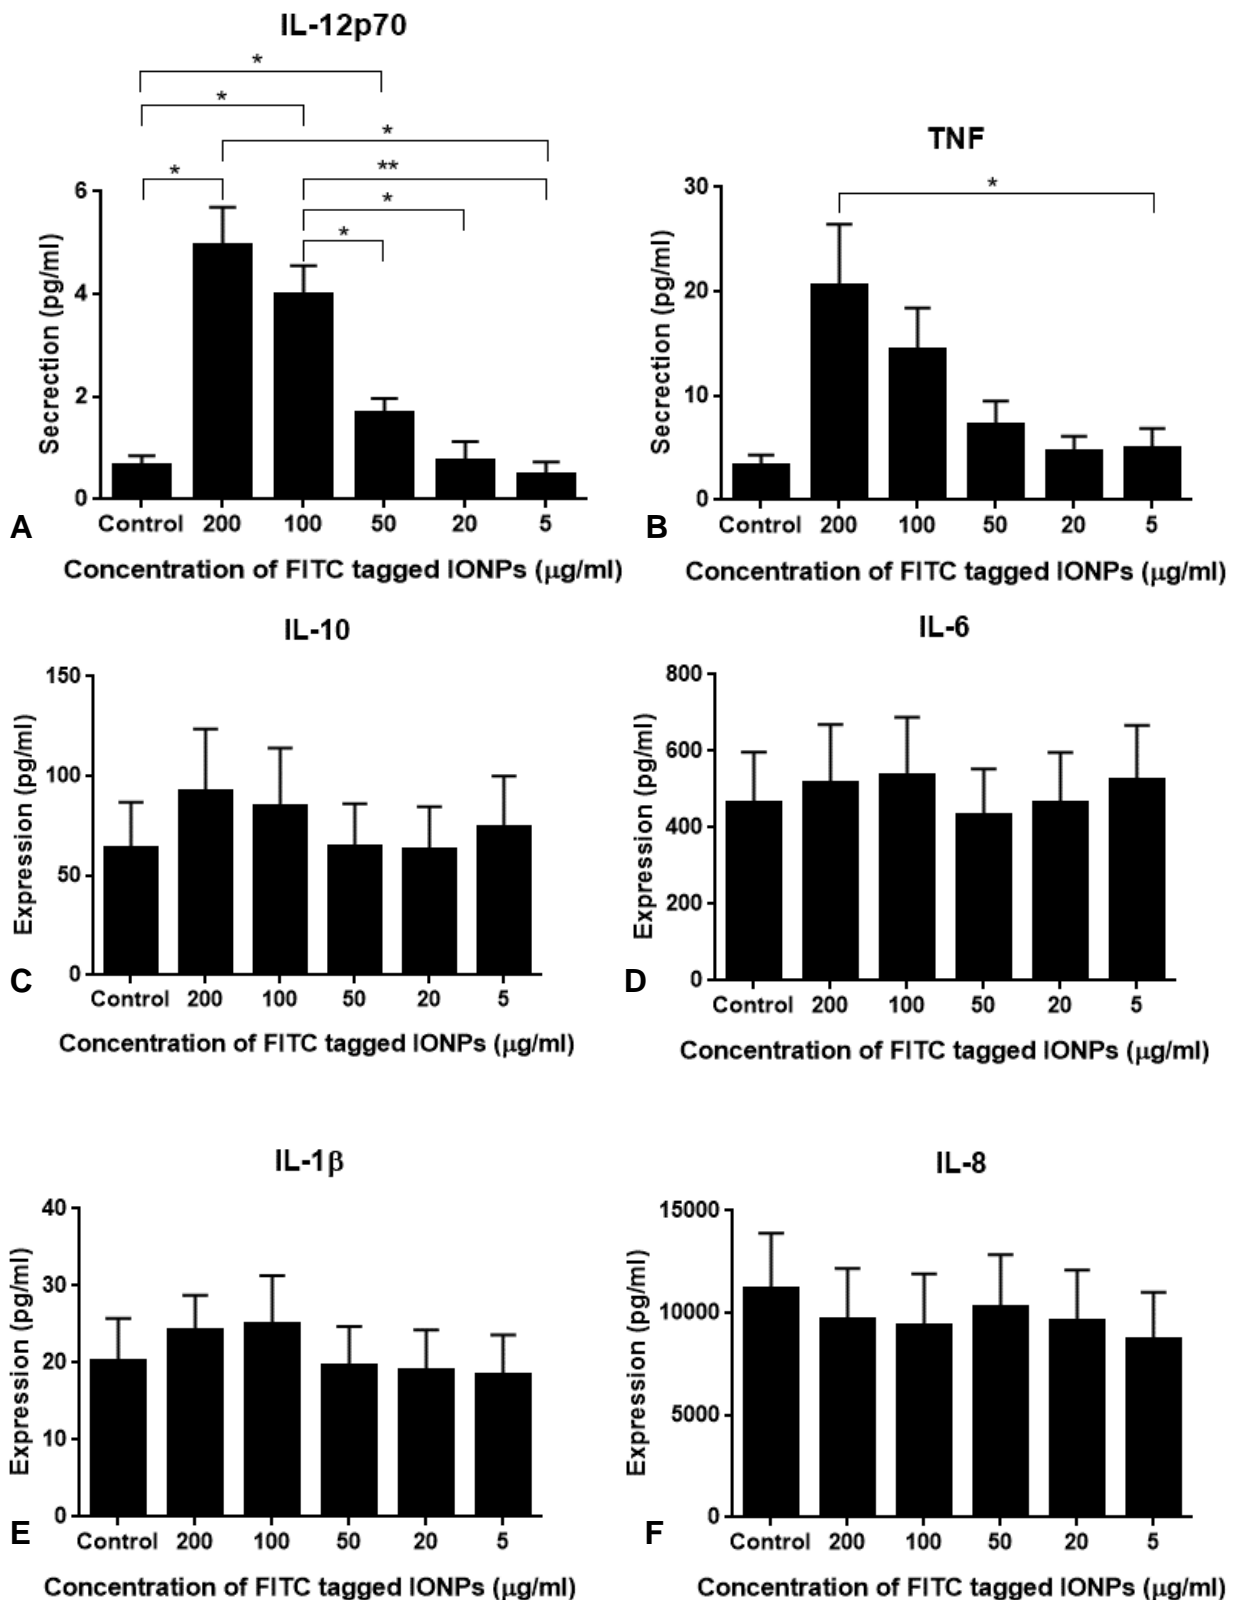 IL-12p70
*
*
*
**
*
*
*
6
4
2
0
Secrection (pg/ml)
Control 200 100 50 20 5
A
Concentration of FITC tagged IONPs (μg/ml)
TNF
*
30
20
10
0
Secrection (pg/ml)
Control 200 100 50 20 5
B
Concentration of FITC tagged IONPs (μg/ml)
IL-10
150
100
50
0
Expression (pg/ml)
Control 200 100 50 20 5
C
Concentration of FITC tagged IONPs (μg/ml)
IL-6
800
600
400
200
0
Expression (pg/ml)
Control 200 100 50 20 5
D
Concentration of FITC tagged IONPs (μg/ml)
IL-1β
40
30
20
10
0
Expression (pg/ml)
Control 200 100 50 20 5
E
Concentration of FITC tagged IONPs (μg/ml)
IL-8
15000
10000
5000
0
Expression (pg/ml)
Control 200 100 50 20 5
F
Concentration of FITC tagged IONPs (μg/ml)